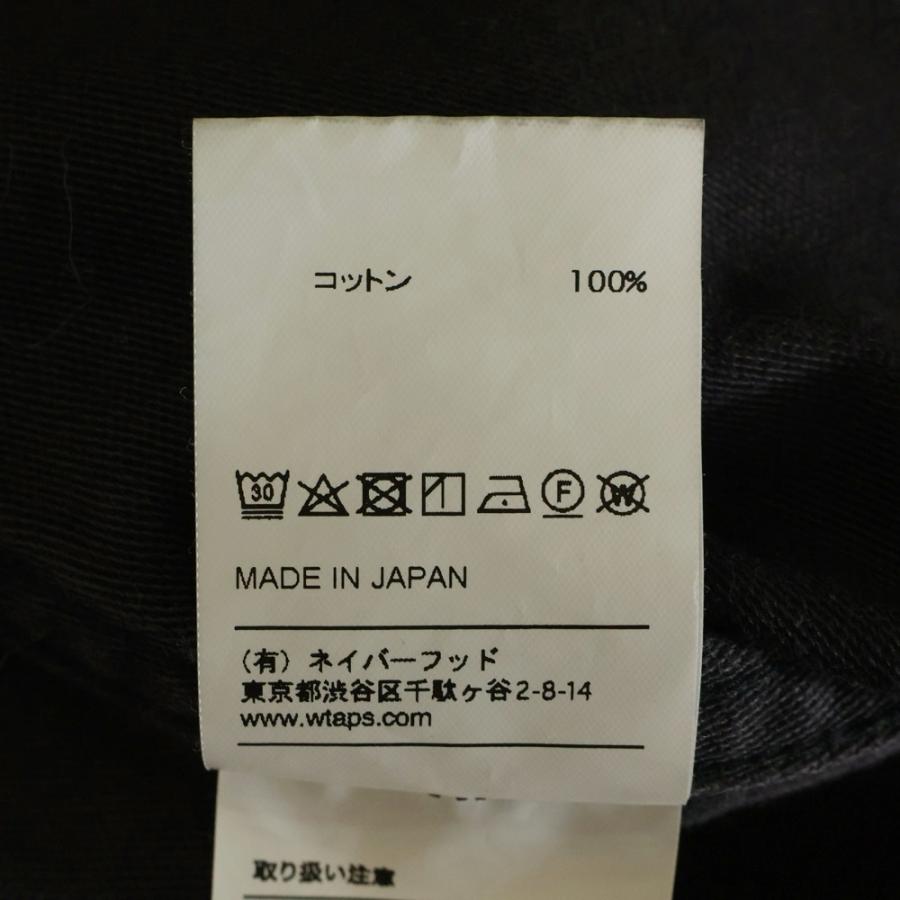 コットン 100%
30 F W
MADE IN JAPAN
（有）ネイバーフッド
東京都渋谷区千駄ヶ谷2-8-14
www.wtaps.com
取り扱い注意